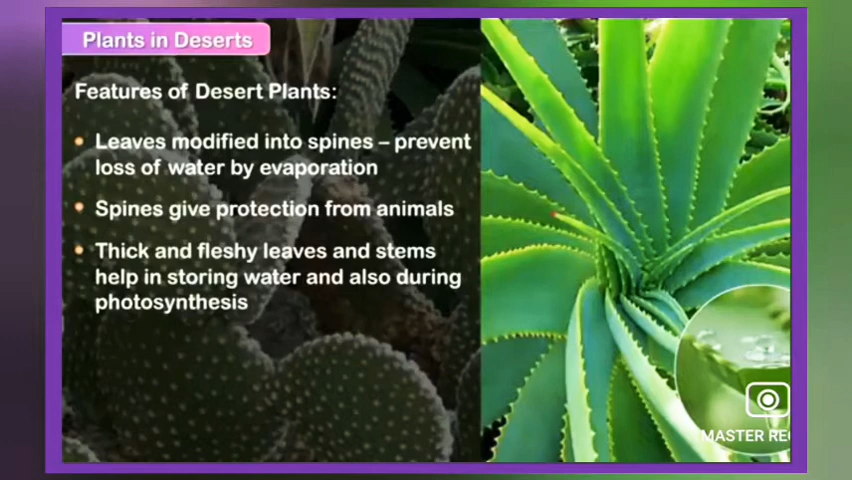 Plants in Deserts
Features of Desert Plants:
• Leaves modified into spines – prevent
loss of water by evaporation
• Spines give protection from animals
• Thick and fleshy leaves and stems
help in storing water and also during
photosynthesis
MASTER REC